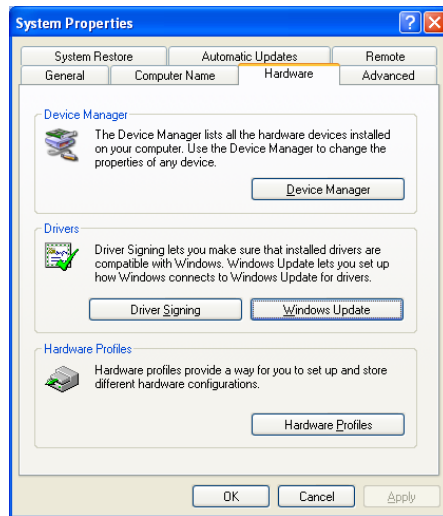 System Properties
System Restore Automatic Updates Remote
General Computer Name Hardware Advanced
Device Manager
The Device Manager lists all the hardware devices installed
on your computer. Use the Device Manager to change the
properties of any device.
Device Manager
Drivers
Driver Signing lets you make sure that installed drivers are
compatible with Windows. Windows Update lets you set up
how Windows connects to Windows Update for drivers.
Driver Signing Windows Update
Hardware Profiles
Hardware profiles provide a way for you to set up and store
different hardware configurations.
Hardware Profiles
OK Cancel Apply